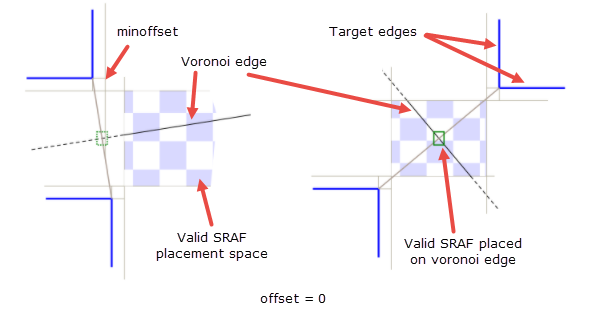 minoffset
Voronoi edge
Target edges
Valid SRAF
placement space
Valid SRAF placed
on voronoi edge
offset = 0